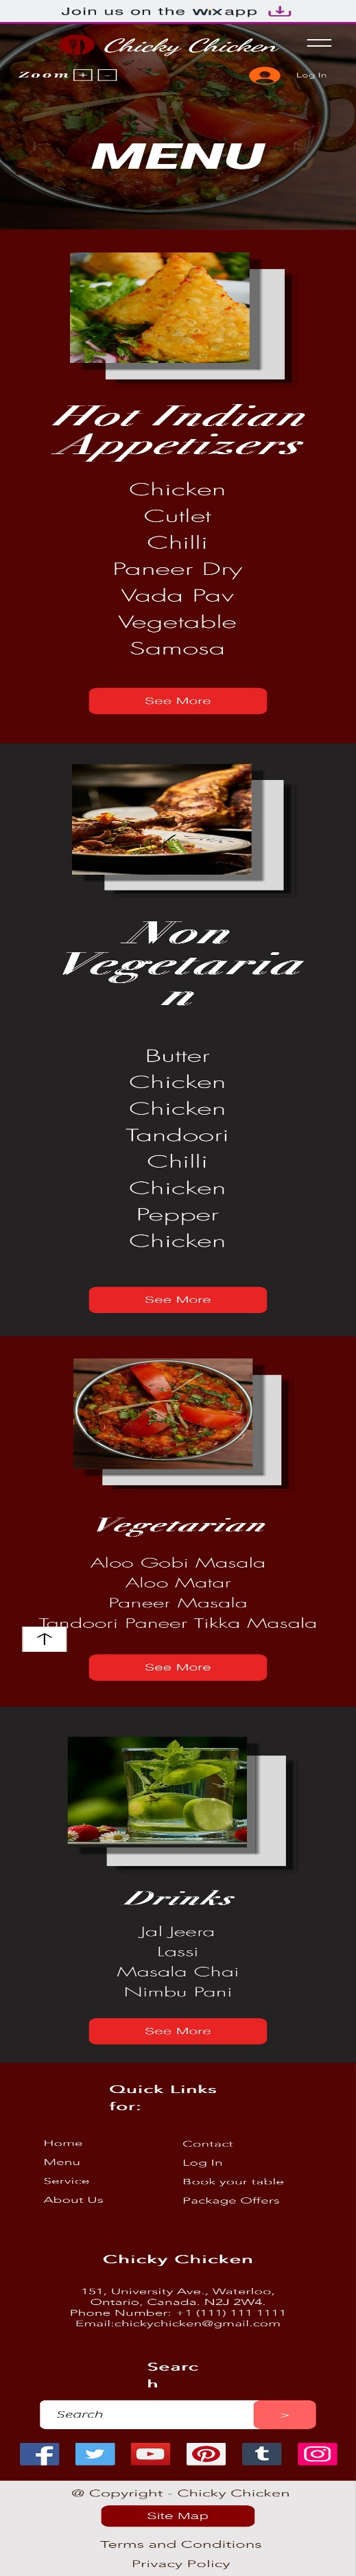 Join us on the WiX app
Chicky Chicken
Zoom + -
Log In
MENU
Hot Indian
Appetizers
Chicken
Cutlet
Chilli
Paneer Dry
Vada Pav
Vegetable
Samosa
See More
Non
Vegetaria
n
Butter
Chicken
Chicken
Tandoori
Chilli
Chicken
Pepper
Chicken
See More
Vegetarian
Aloo Gobi Masala
Aloo Matar
Paneer Masala
Tandoori Paneer Tikka Masala
See More
Drinks
Jal Jeera
Lassi
Masala Chai
Nimbu Pani
See More
Quick Links
for:
Home
Menu
Service
About Us
Contact
Log In
Book your table
Package Offers
Chicky Chicken
151, University Ave., Waterloo,
Ontario, Canada. N2J 2W4.
Phone Number: +1 (111) 111 1111
Email:chickychicken@gmail.com
Searc
h
Search
>
@ Copyright - Chicky Chicken
Site Map
Terms and Conditions
Privacy Policy